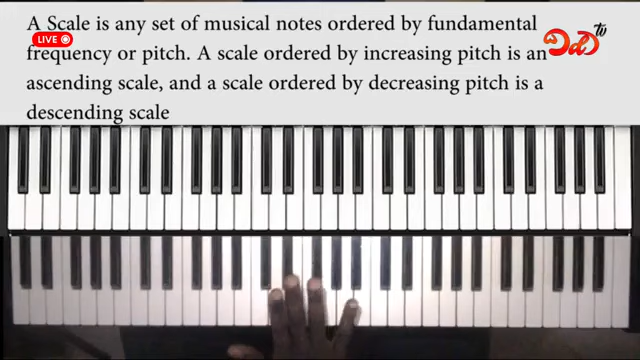 A Scale is any set of musical notes ordered by fundamental
LIVE
frequency or pitch. A scale ordered by increasing pitch is an
tv
ascending scale, and a scale ordered by decreasing pitch is a
descending scale